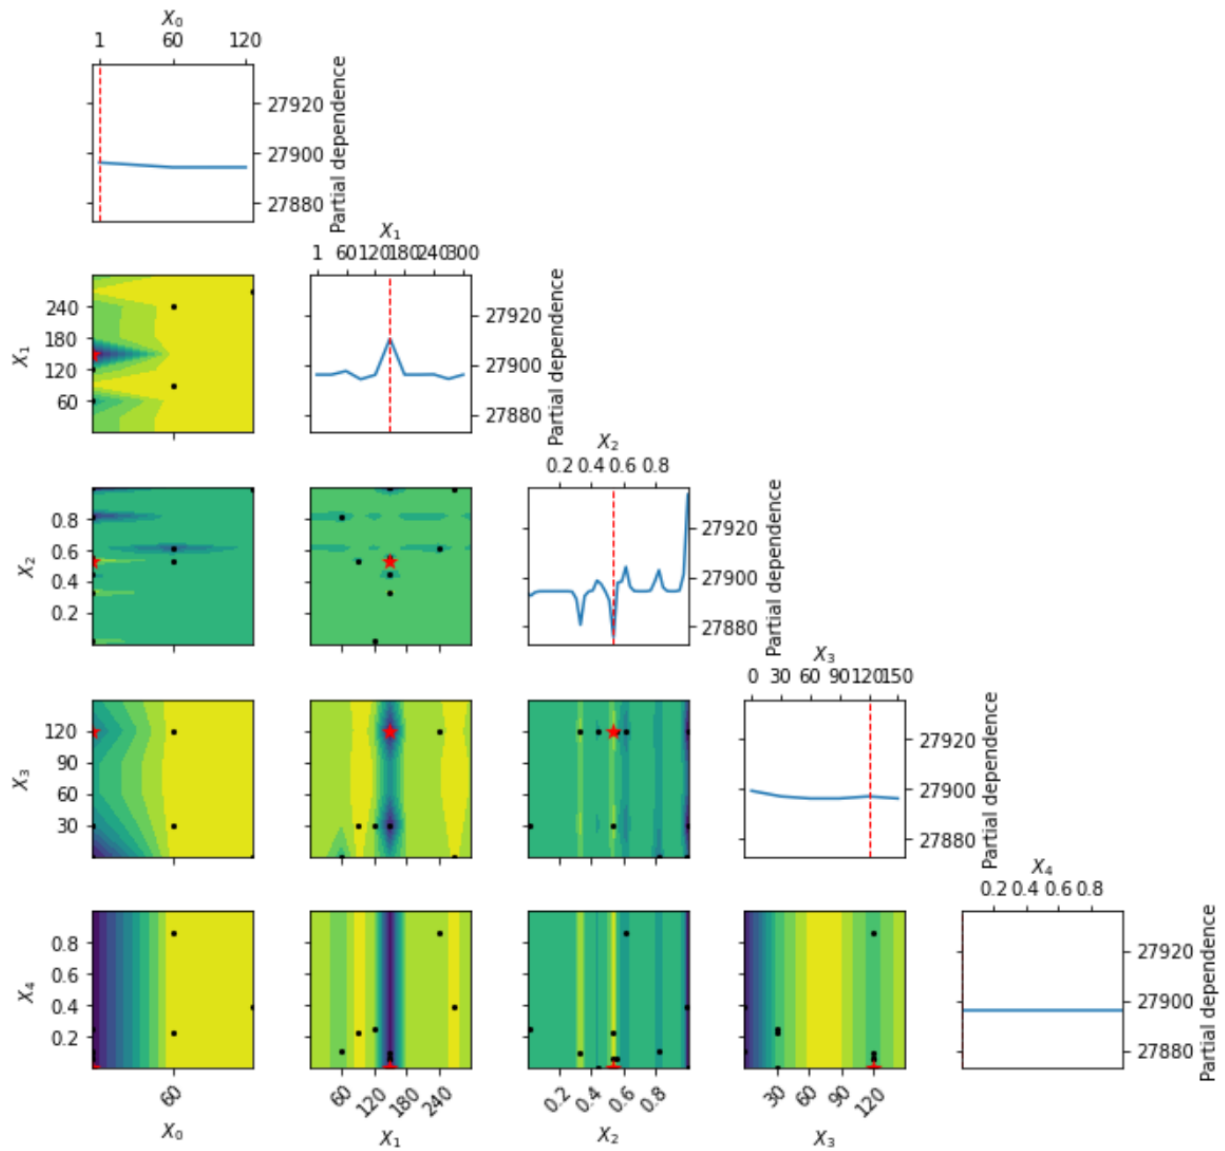 X₀
1 60 120
27920
27900
27880
Partial dependence
X₁
1 60 120 180 240 300
27920
27900
27880
Partial dependence
240
180
120
60
X₁
X₂
0.2 0.4 0.6 0.8
27920
27900
27880
Partial dependence
0.8
0.6
0.4
0.2
X₂
X₃
0 30 60 90 120 150
27920
27900
27880
Partial dependence
120
90
60
30
X₃
X₄
0.2 0.4 0.6 0.8
27920
27900
27880
Partial dependence
0.8
0.6
0.4
0.2
X₄
60
60 120 180 240
0.2 0.4 0.6 0.8
30 60 90 120
X₀
X₁
X₂
X₃